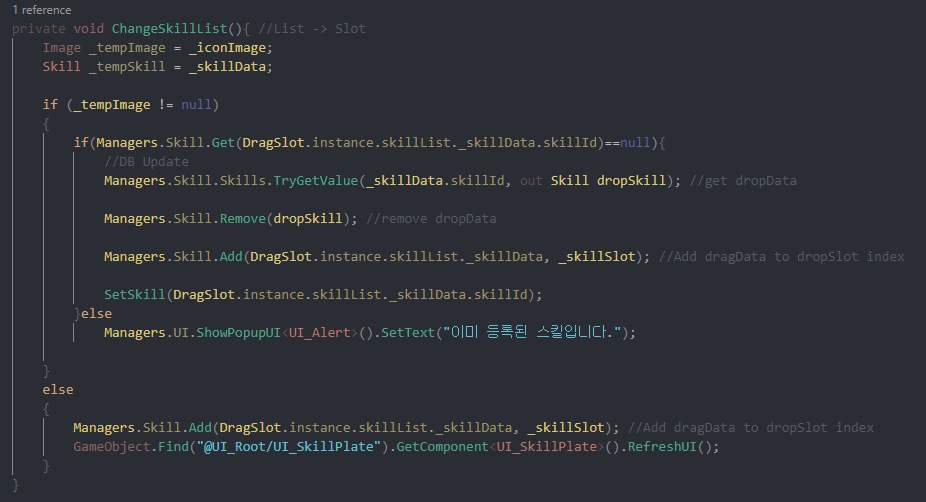 1 reference
private void ChangeSkillList(){ //List -> Slot
Image _tempImage = _iconImage;
Skill _tempSkill = _skillData;
if (_tempImage != null)
{
if(Managers.Skill.Get(DragSlot.instance.skillList._skillData.skillId)==null){
//DB Update
Managers.Skill.Skills.TryGetValue(_skillData.skillId, out Skill dropSkill); //get dropData
Managers.Skill.Remove(dropSkill); //remove dropData
Managers.Skill.Add(DragSlot.instance.skillList._skillData, _skillSlot); //Add dragData to dropSlot index
SetSkill(DragSlot.instance.skillList._skillData.skillId);
}else
Managers.UI.ShowPopupUI<UI_Alert>().SetText("이미 등록된 스킬입니다.");
}
else
{
Managers.Skill.Add(DragSlot.instance.skillList._skillData, _skillSlot); //Add dragData to dropSlot index
GameObject.Find("@UI_Root/UI_SkillPlate").GetComponent<UI_SkillPlate>().RefreshUI();
}
}